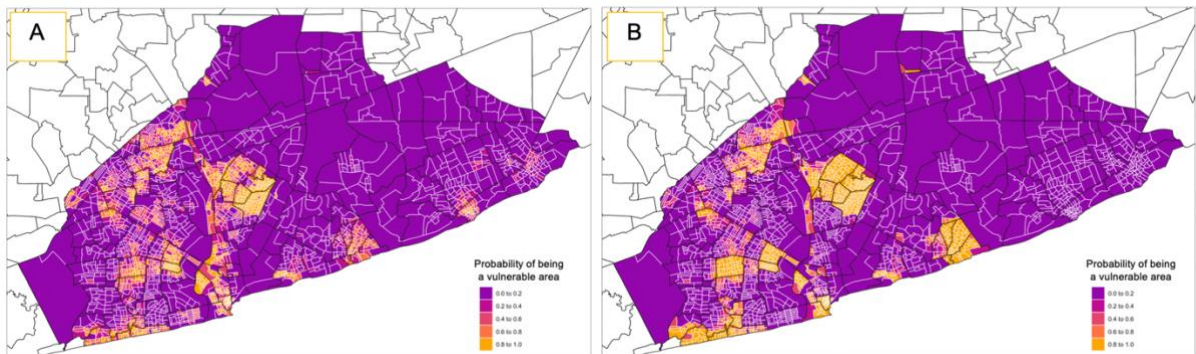 A
Probability of being
a vulnerable area
0.0 to 0.2
0.2 to 0.4
0.4 to 0.6
0.6 to 0.8
0.8 to 1.0
B
Probability of being
a vulnerable area
0.0 to 0.2
0.2 to 0.4
0.4 to 0.6
0.6 to 0.8
0.8 to 1.0